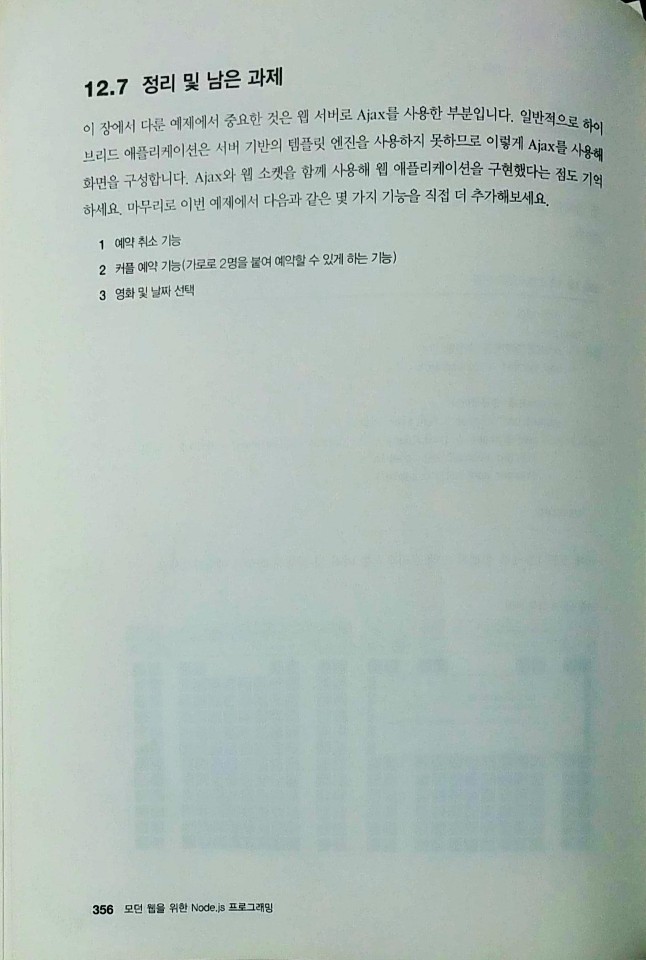 12.7 정리 및 남은 과제
이 장에서 다룬 예제에서 중요한 것은 웹 서버로 Ajax를 사용한 부분입니다. 일반적으로 하이
브리드 애플리케이션은 서버 기반의 템플릿 엔진을 사용하지 못하므로 이렇게 Ajax를 사용해
화면을 구성합니다. Ajax와 웹 소켓을 함께 사용해 웹 애플리케이션을 구현했다는 점도 기억
하세요. 마무리로 이번 예제에서 다음과 같은 몇 가지 기능을 직접 더 추가해보세요.
1 예약 취소 기능
2 커플 예약 기능(가로로 2명을 붙여 예약할 수 있게 하는 기능)
3 영화 및 날짜 선택
356 모던 웹을 위한 Node.js 프로그래밍